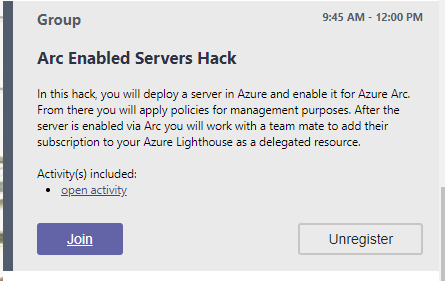 Group
9:45 AM - 12:00 PM
Arc Enabled Servers Hack
In this hack, you will deploy a server in Azure and enable it for Azure Arc.
From there you will apply policies for management purposes. After the
server is enabled via Arc you will work with a team mate to add their
subscription to your Azure Lighthouse as a delegated resource.
Activity(s) included:
• open activity
Join
Unregister